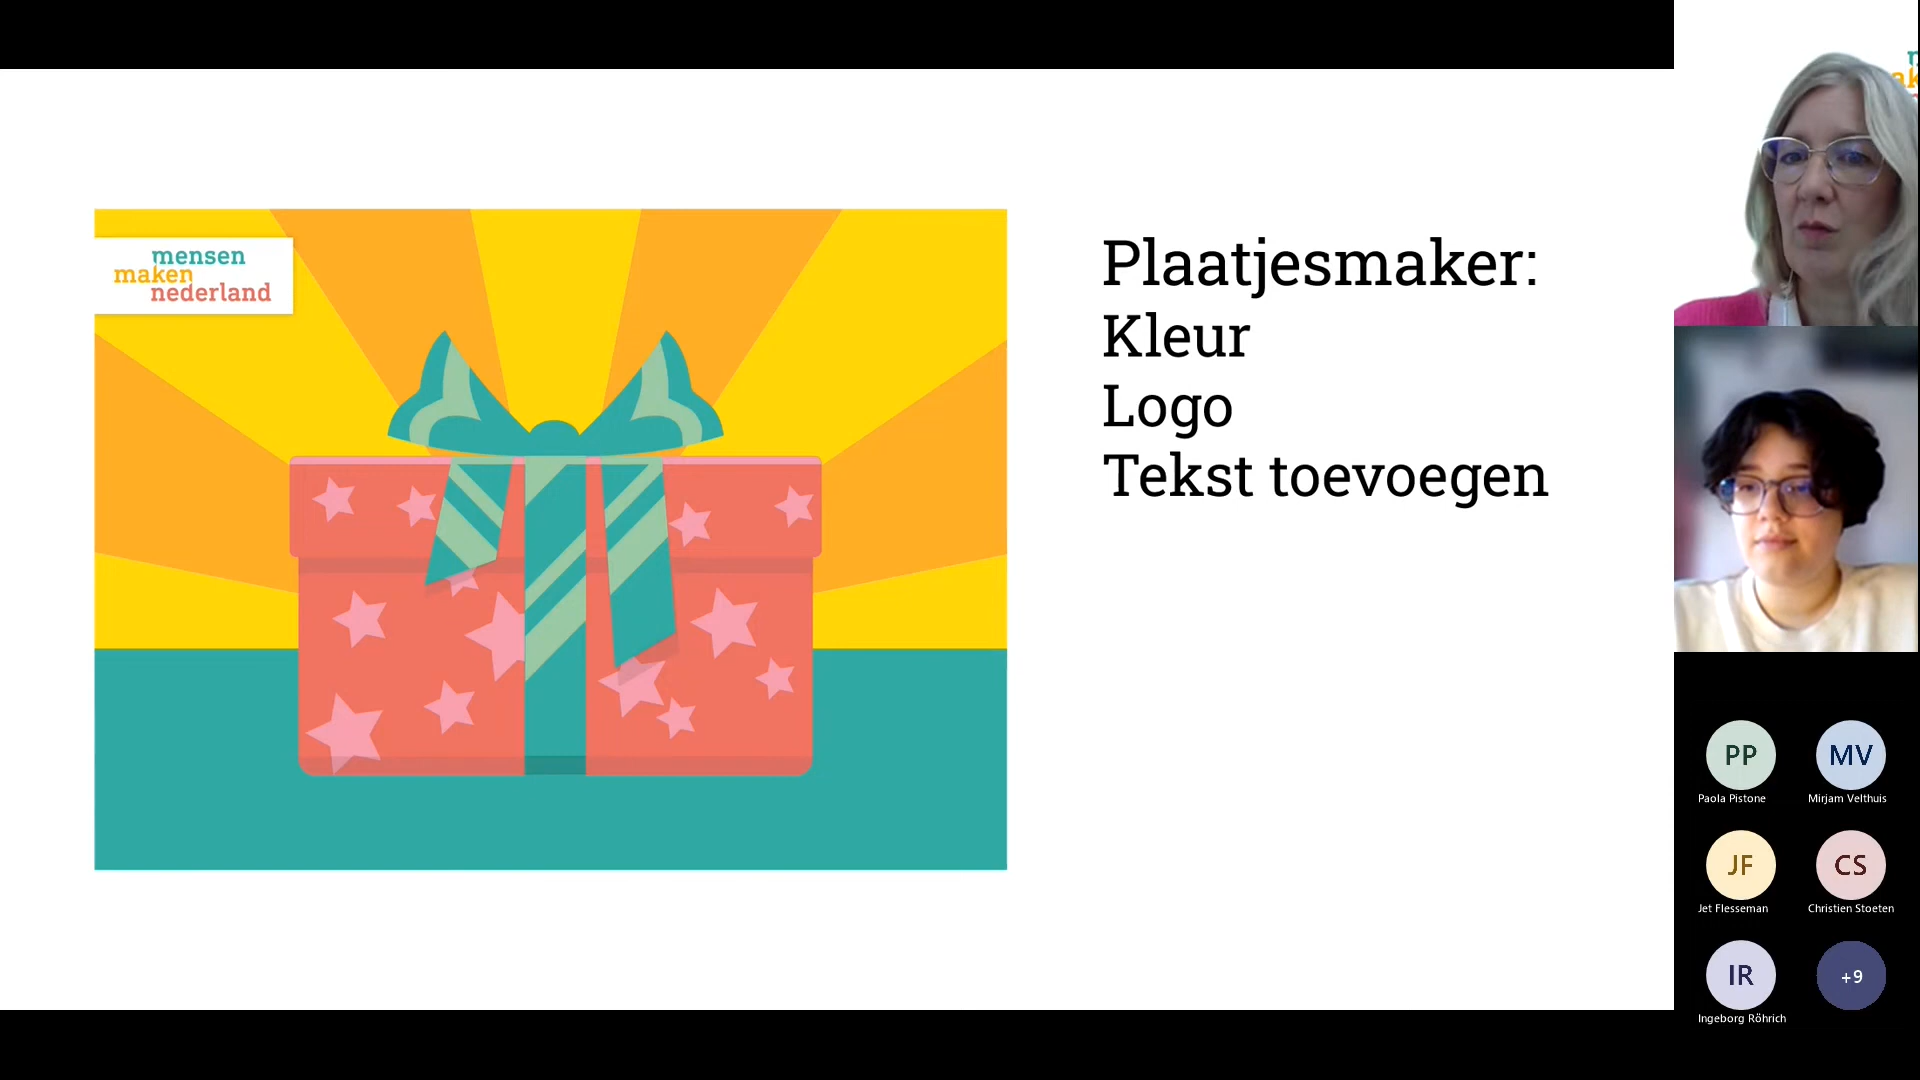 mensen
maken
nederland
Plaatjesmaker:
Kleur
Logo
Tekst toevoegen
PP
Paola Pistone
MV
Mirjam Velthuis
JF
Jet Flesseman
CS
Christien Stoeten
IR
Ingeborg Röhrich
+9